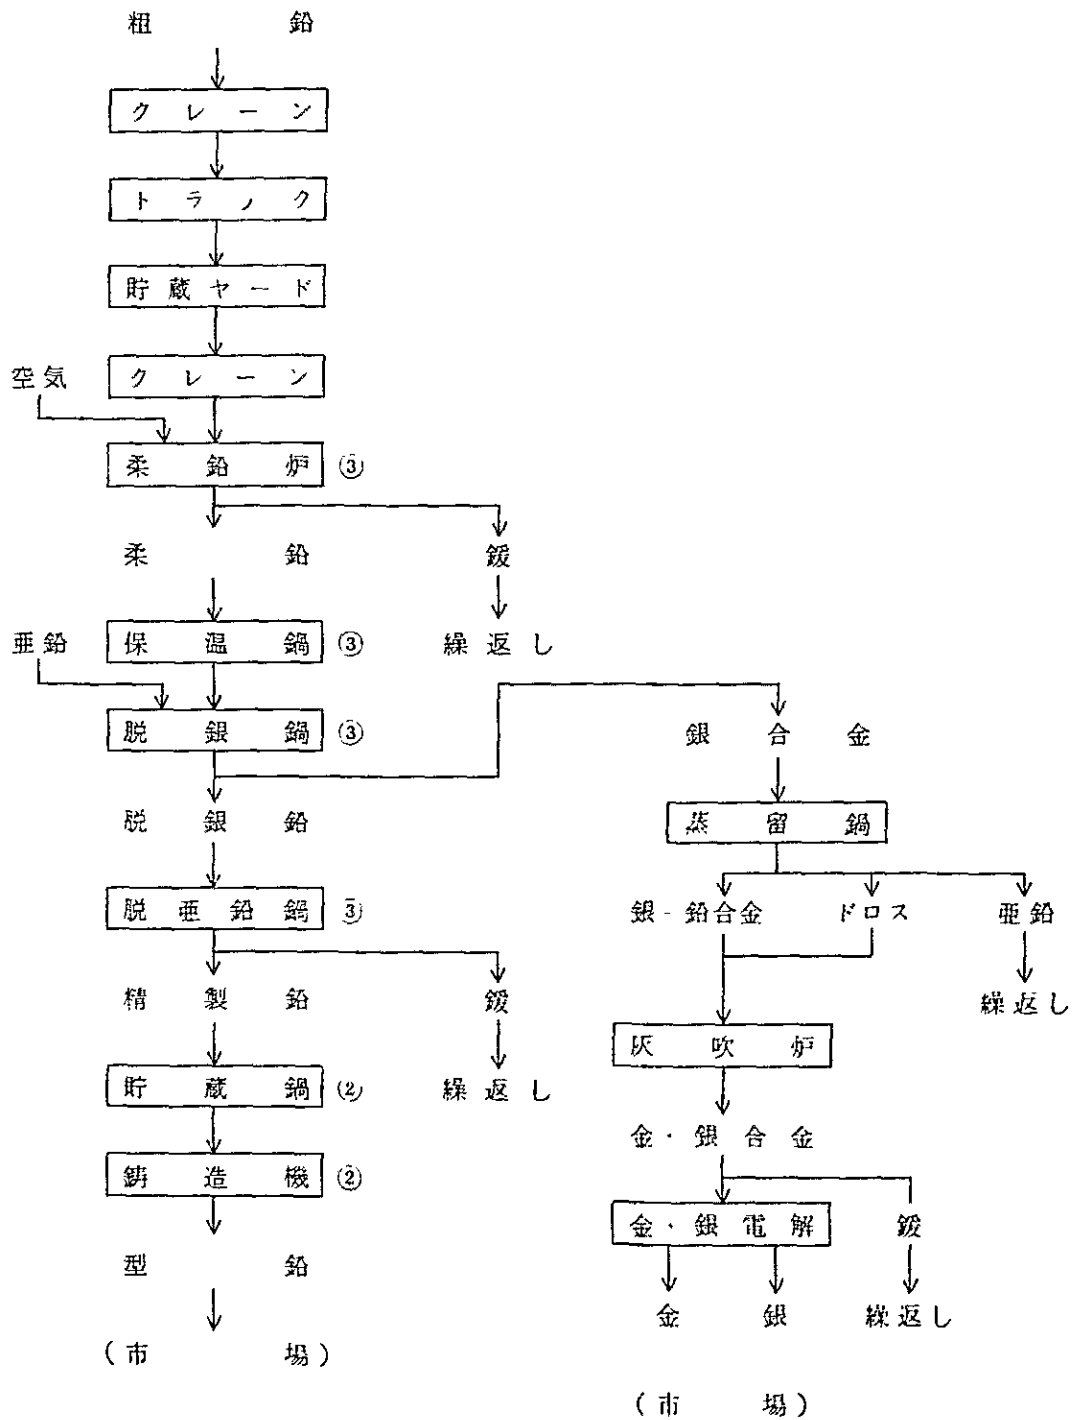 粗鉛
クレーン
トラック
貯蔵ヤード
空気
クレーン
柔鉛炉 ③
柔鉛
鍰
亜鉛
保温鍋 ③
繰返し
脱銀鍋 ③
銀合金
脱銀鉛
蒸留鍋
脱亜鉛鍋 ③
銀-鉛合金
ドロス
亜鉛
精製鉛
鍰
繰返し
灰吹炉
貯蔵鍋 ②
繰返し
金・銀合金
鋳造機 ②
金・銀電解
鍰
型鉛
金
銀
繰返し
(市場)
(市場)